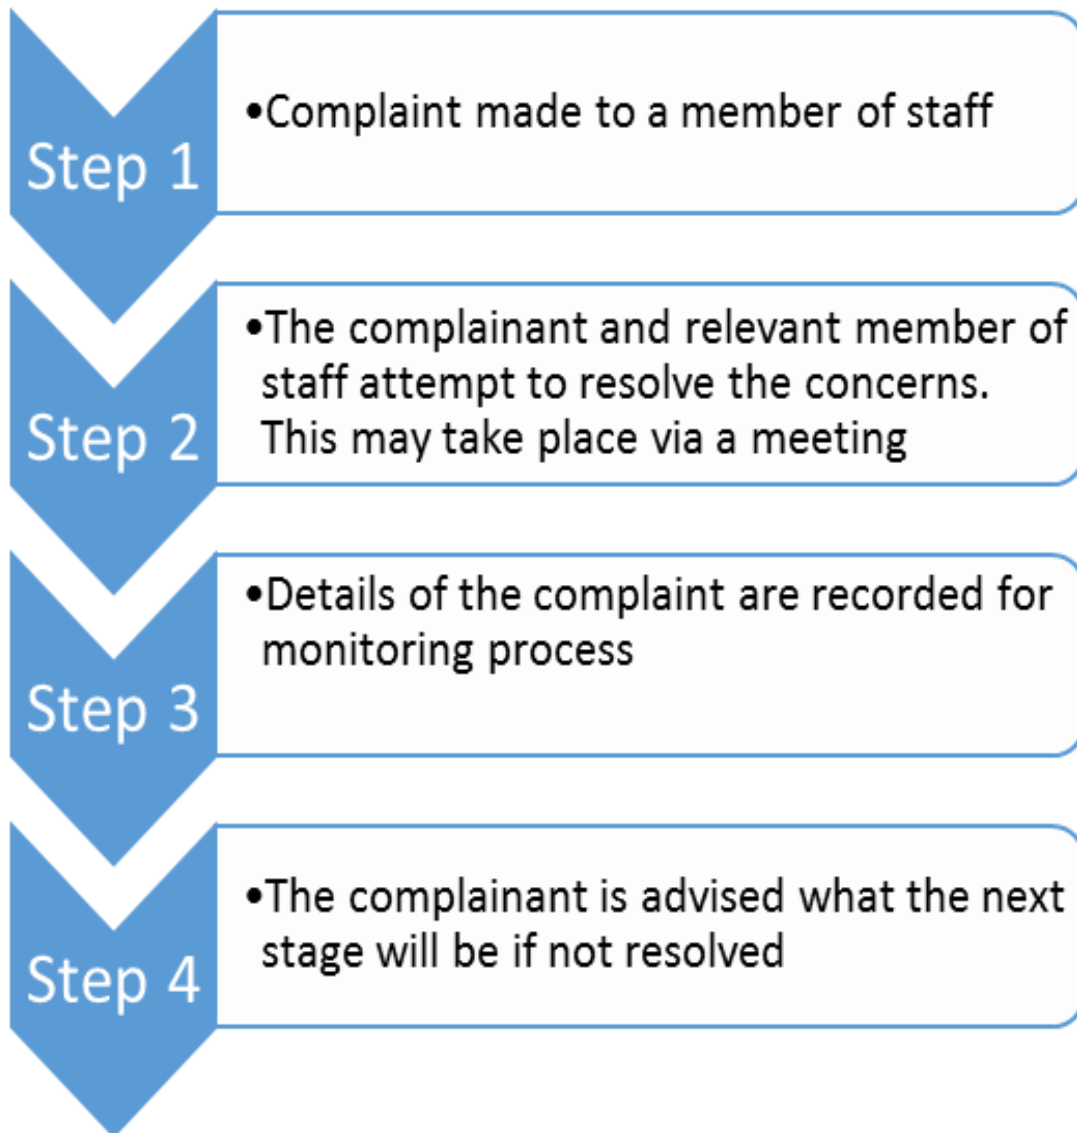 Step 1
•Complaint made to a member of staff
Step 2
•The complainant and relevant member of
staff attempt to resolve the concerns.
This may take place via a meeting
Step 3
•Details of the complaint are recorded for
monitoring process
Step 4
•The complainant is advised what the next
stage will be if not resolved